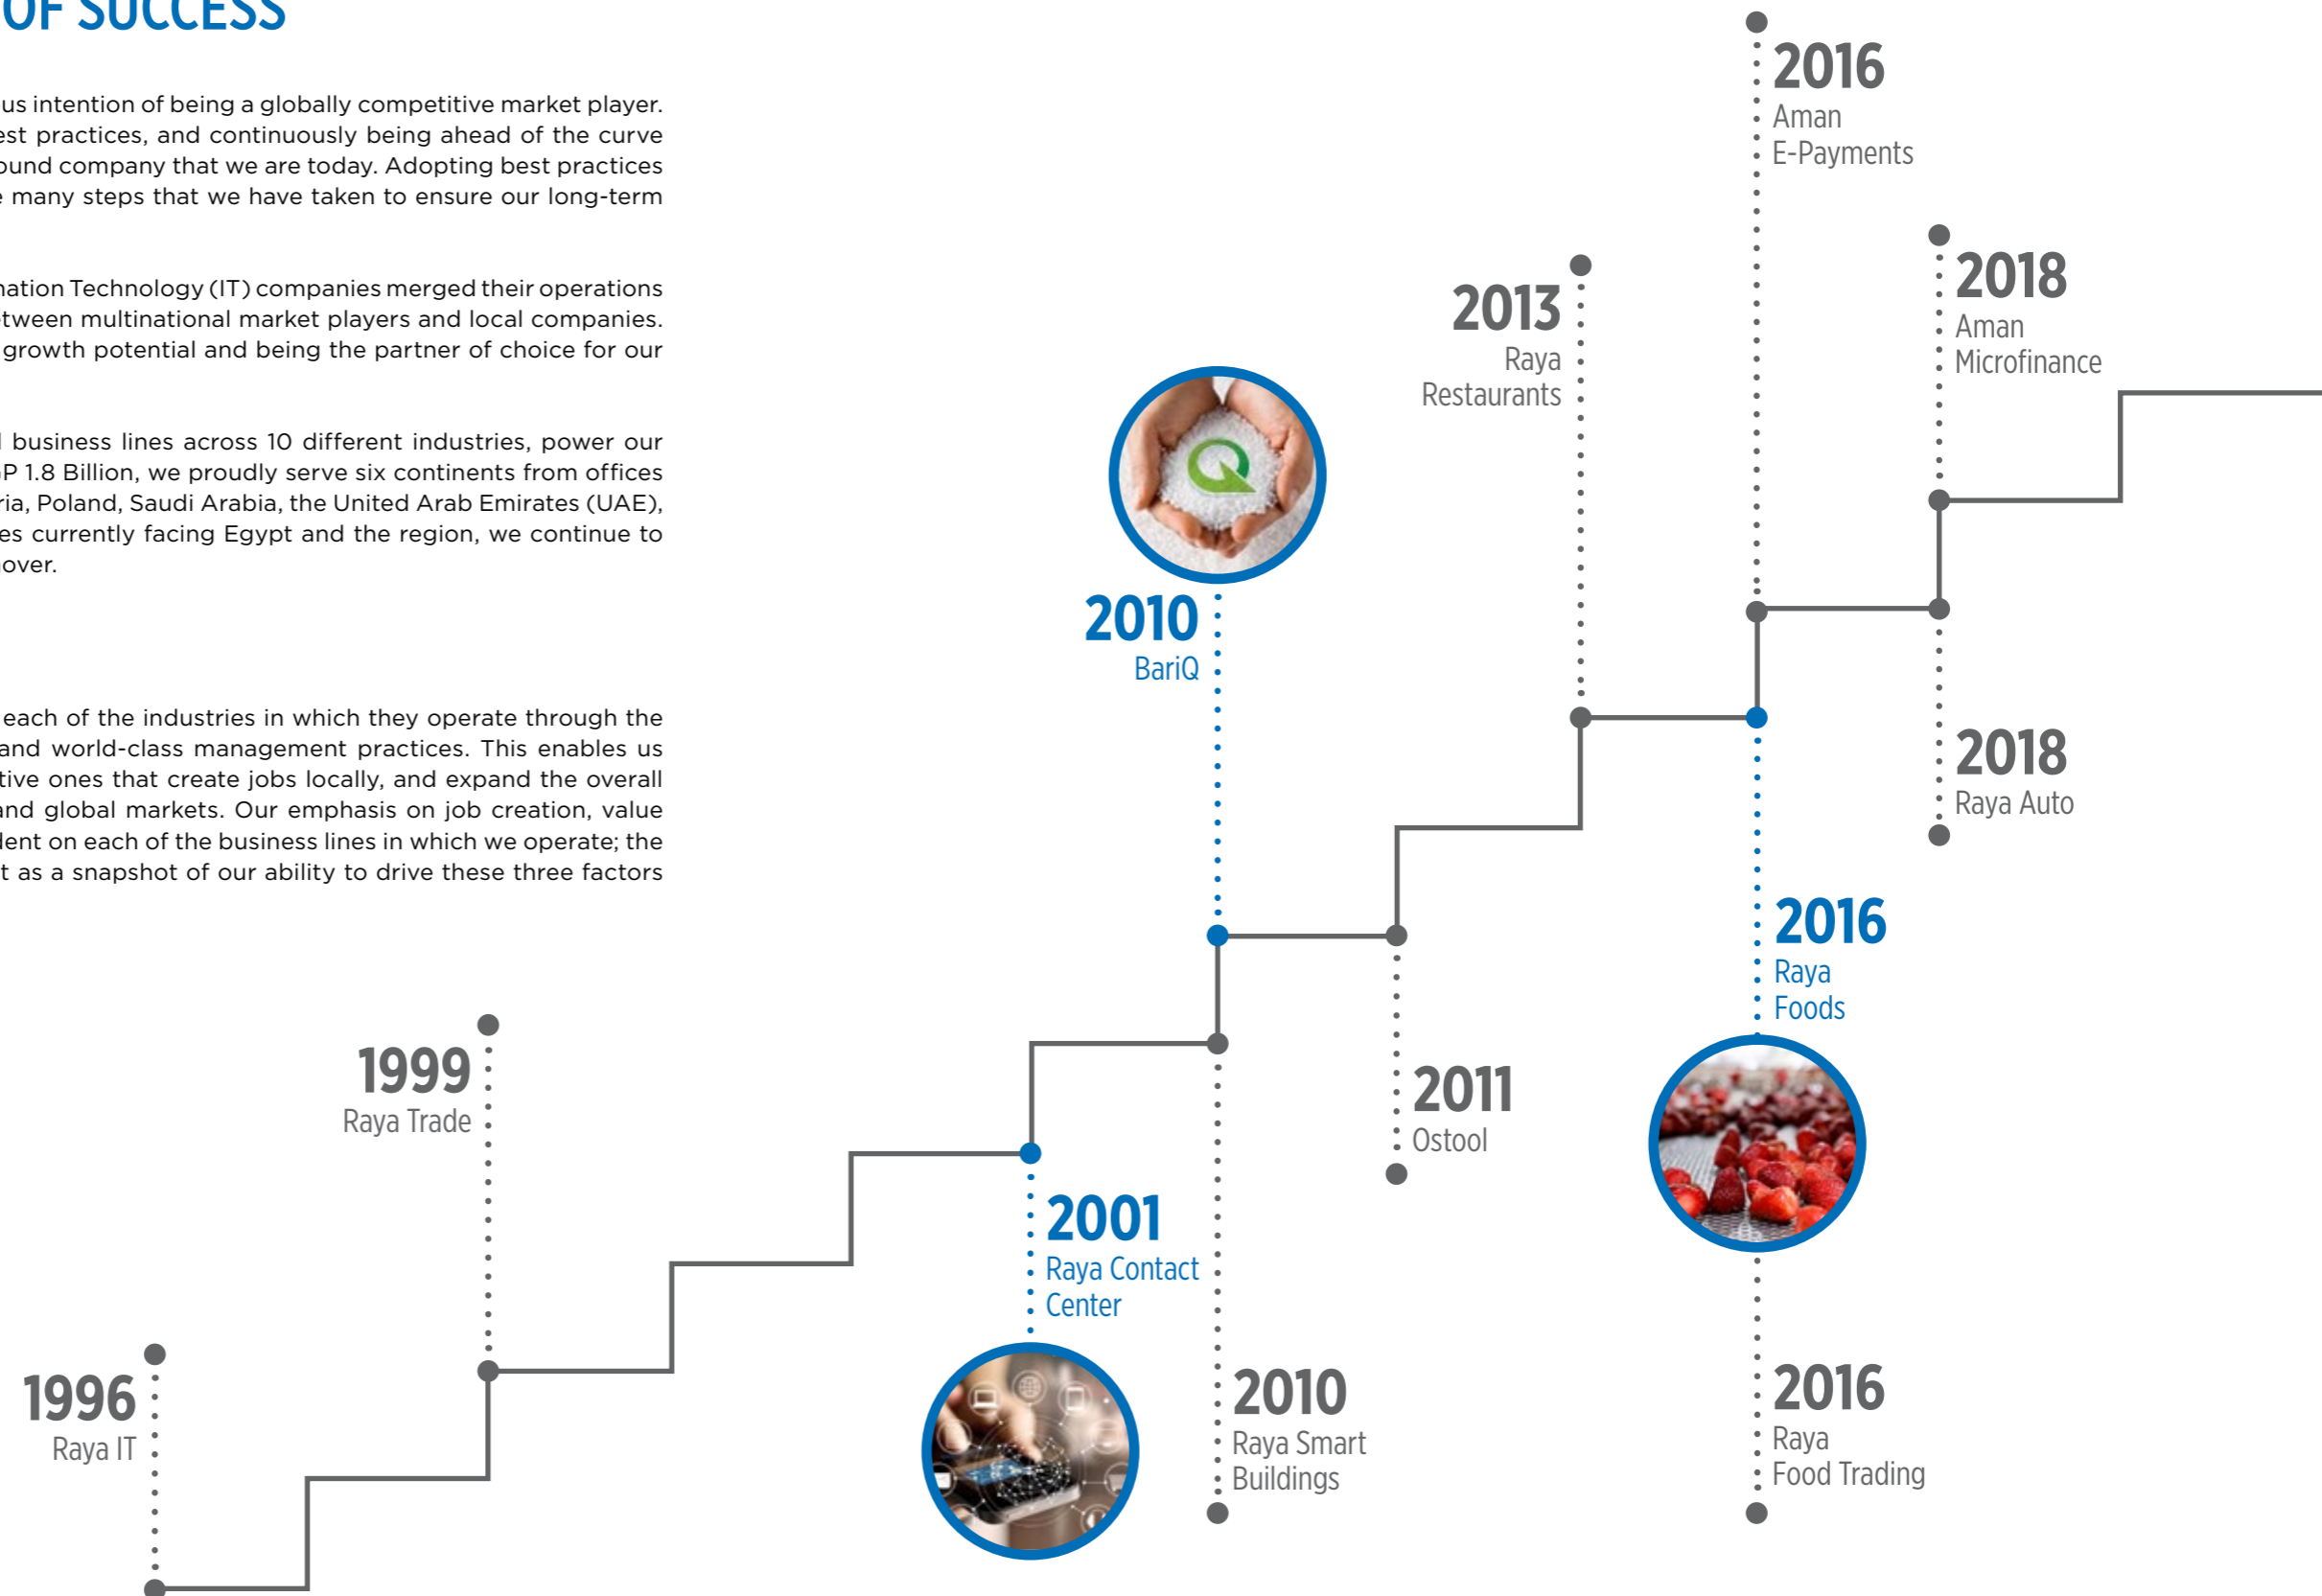 OF SUCCESS
us intention of being a globally competitive market player.
est practices, and continuously being ahead of the curve
ound company that we are today. Adopting best practices
e many steps that we have taken to ensure our long-term
nation Technology (IT) companies merged their operations
etween multinational market players and local companies.
growth potential and being the partner of choice for our
l business lines across 10 different industries, power our
GP 1.8 Billion, we proudly serve six continents from offices
ria, Poland, Saudi Arabia, the United Arab Emirates (UAE),
es currently facing Egypt and the region, we continue to
nover.
each of the industries in which they operate through the
and world-class management practices. This enables us
tive ones that create jobs locally, and expand the overall
and global markets. Our emphasis on job creation, value
dent on each of the business lines in which we operate; the
t as a snapshot of our ability to drive these three factors
1996
Raya IT
1999
Raya Trade
2001
Raya Contact
Center
2010
BariQ
2010
Raya Smart
Buildings
2011
Ostool
2013
Raya
Restaurants
2016
Aman
E-Payments
2016
Raya
Foods
2016
Raya
Food Trading
2018
Aman
Microfinance
2018
Raya Auto